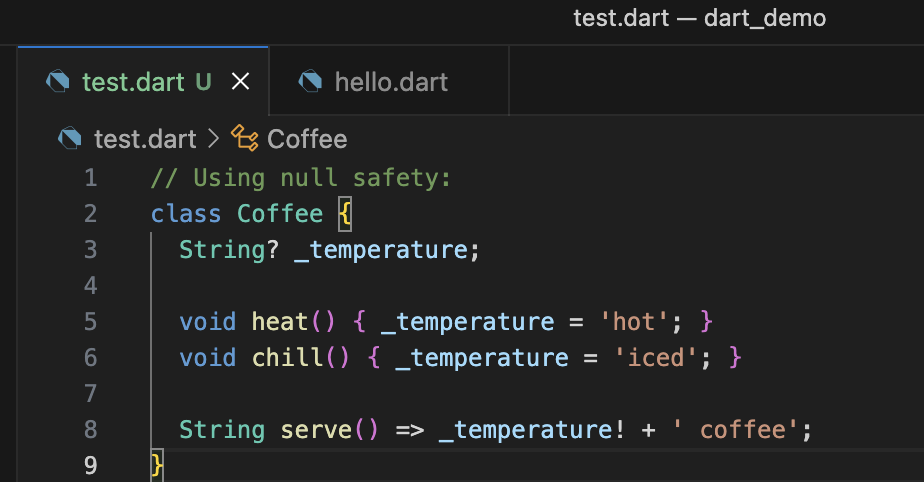 test.dart — dart_demo
test.dart U hello.dart
test.dart > Coffee
1 // Using null safety:
2 class Coffee {
3   String? _temperature;
4
5   void heat() { _temperature = 'hot'; }
6   void chill() { _temperature = 'iced'; }
7
8   String serve() => _temperature! + ' coffee';
9 }